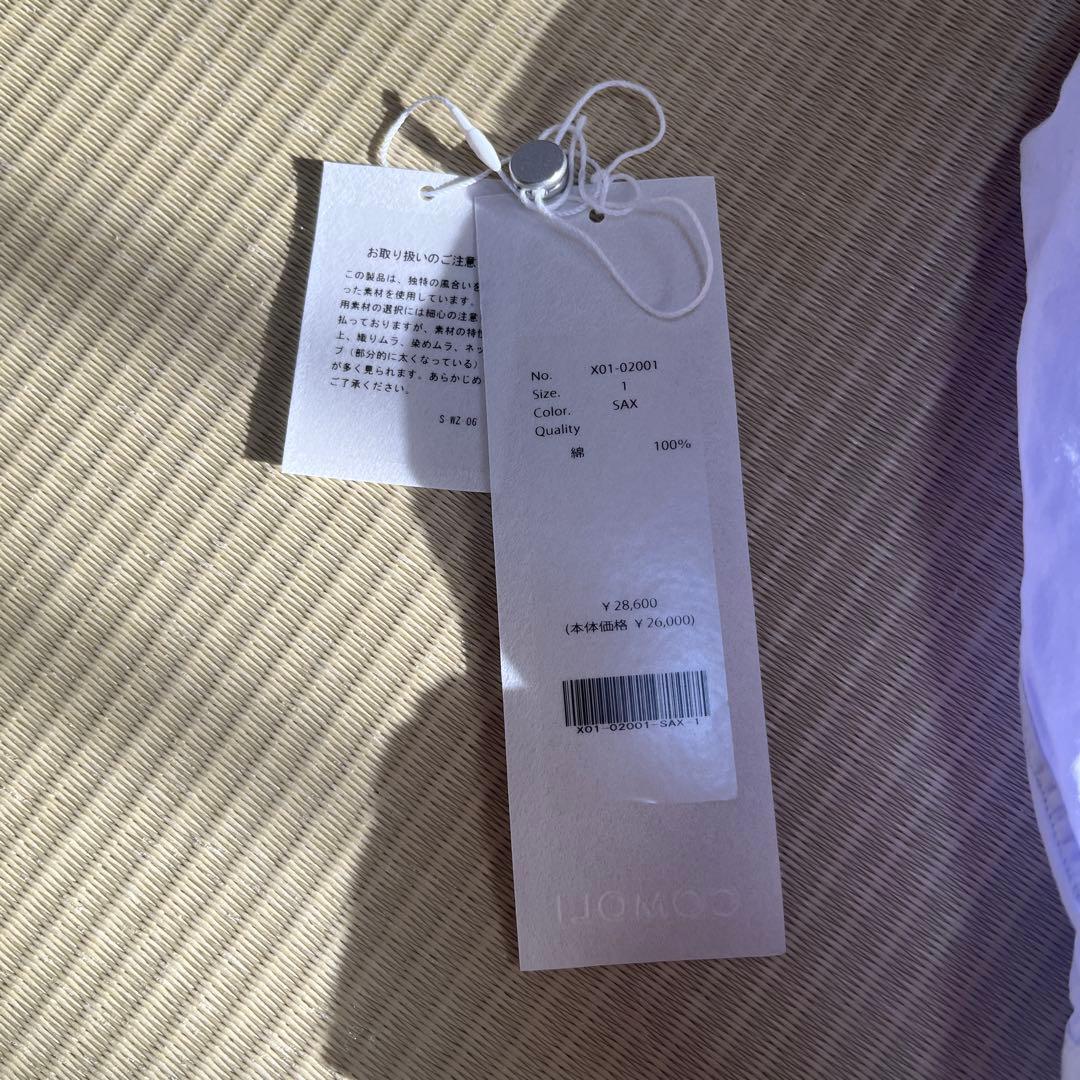 お取り扱いのご注意
この製品は、独特の風合いを
った素材を使用しています。
用素材の選択には細心の注意
払っておりますが、素材の特性
上、織りムラ、染めムラ、ネッ
プ（部分的に太くなっている）
が多く見られます。あらかじめ
ご了承ください。
S-WZ-06
No. X01-02001
Size. 1
Color. SAX
Quality
綿 100%
¥ 28,600
(本体価格 ¥ 26,000)
X01-02001-SAX-1
COMOLI